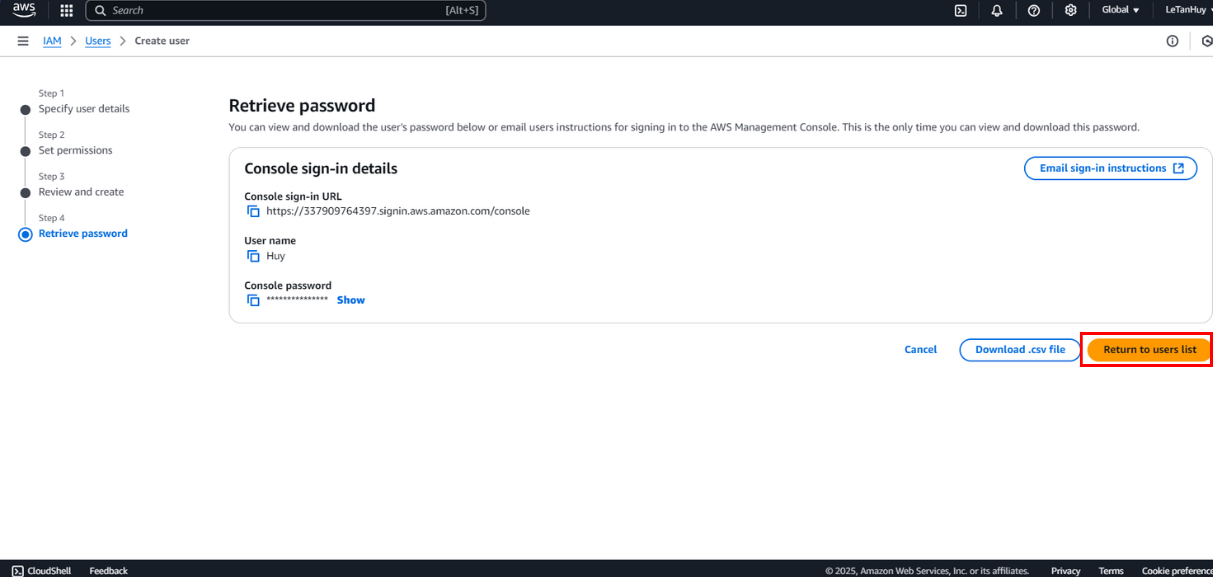 aws
Search [Alt+S] Global LeTanHuy
IAM > Users > Create user
Step 1
Specify user details
Step 2
Set permissions
Step 3
Review and create
Step 4
Retrieve password
Retrieve password
You can view and download the user's password below or email users instructions for signing in to the AWS Management Console. This is the only time you can view and download this password.
Console sign-in details
Email sign-in instructions
Console sign-in URL
https://337909764397.signin.aws.amazon.com/console
User name
Huy
Console password
*************** Show
Cancel Download .csv file Return to users list
CloudShell Feedback © 2025, Amazon Web Services, Inc. or its affiliates. Privacy Terms Cookie preference